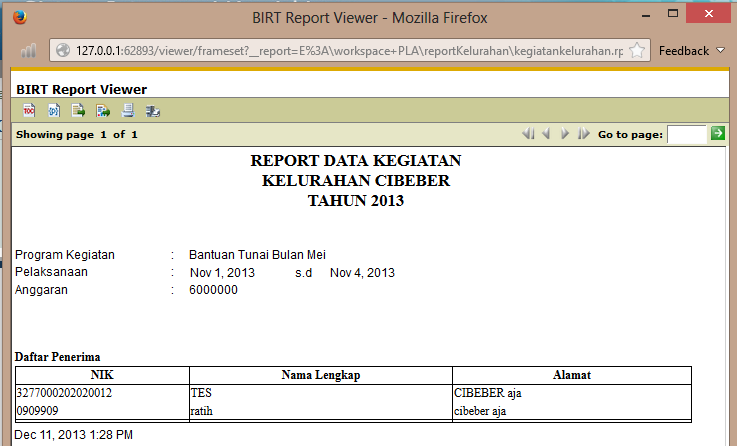 BIRT Report Viewer - Mozilla Firefox
127.0.0.1:62893/viewer/frameset?__report=E%3A\workspace+PLA\reportKelurahan\kegiatankelurahan.rp
Feedback
BIRT Report Viewer
TOC
Showing page 1 of 1
Go to page:
REPORT DATA KEGIATAN
KELURAHAN CIBEBER
TAHUN 2013
Program Kegiatan : Bantuan Tunai Bulan Mei
Pelaksanaan : Nov 1, 2013 s.d Nov 4, 2013
Anggaran : 6000000
Daftar Penerima
NIK Nama Lengkap Alamat
3277000202020012 TES CIBEBER aja
0909909 ratih cibeber aja
Dec 11, 2013 1:28 PM